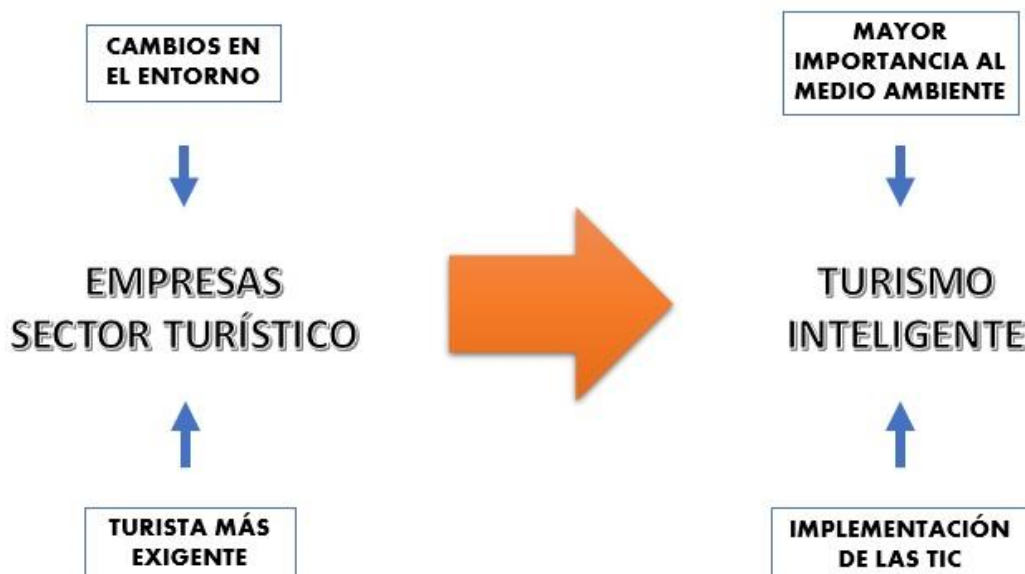 CAMBIOS EN
EL ENTORNO
EMPRESAS
SECTOR TURÍSTICO
TURISTA MÁS
EXIGENTE
MAYOR
IMPORTANCIA AL
MEDIO AMBIENTE
TURISMO
INTELIGENTE
IMPLEMENTACIÓN
DE LAS TIC